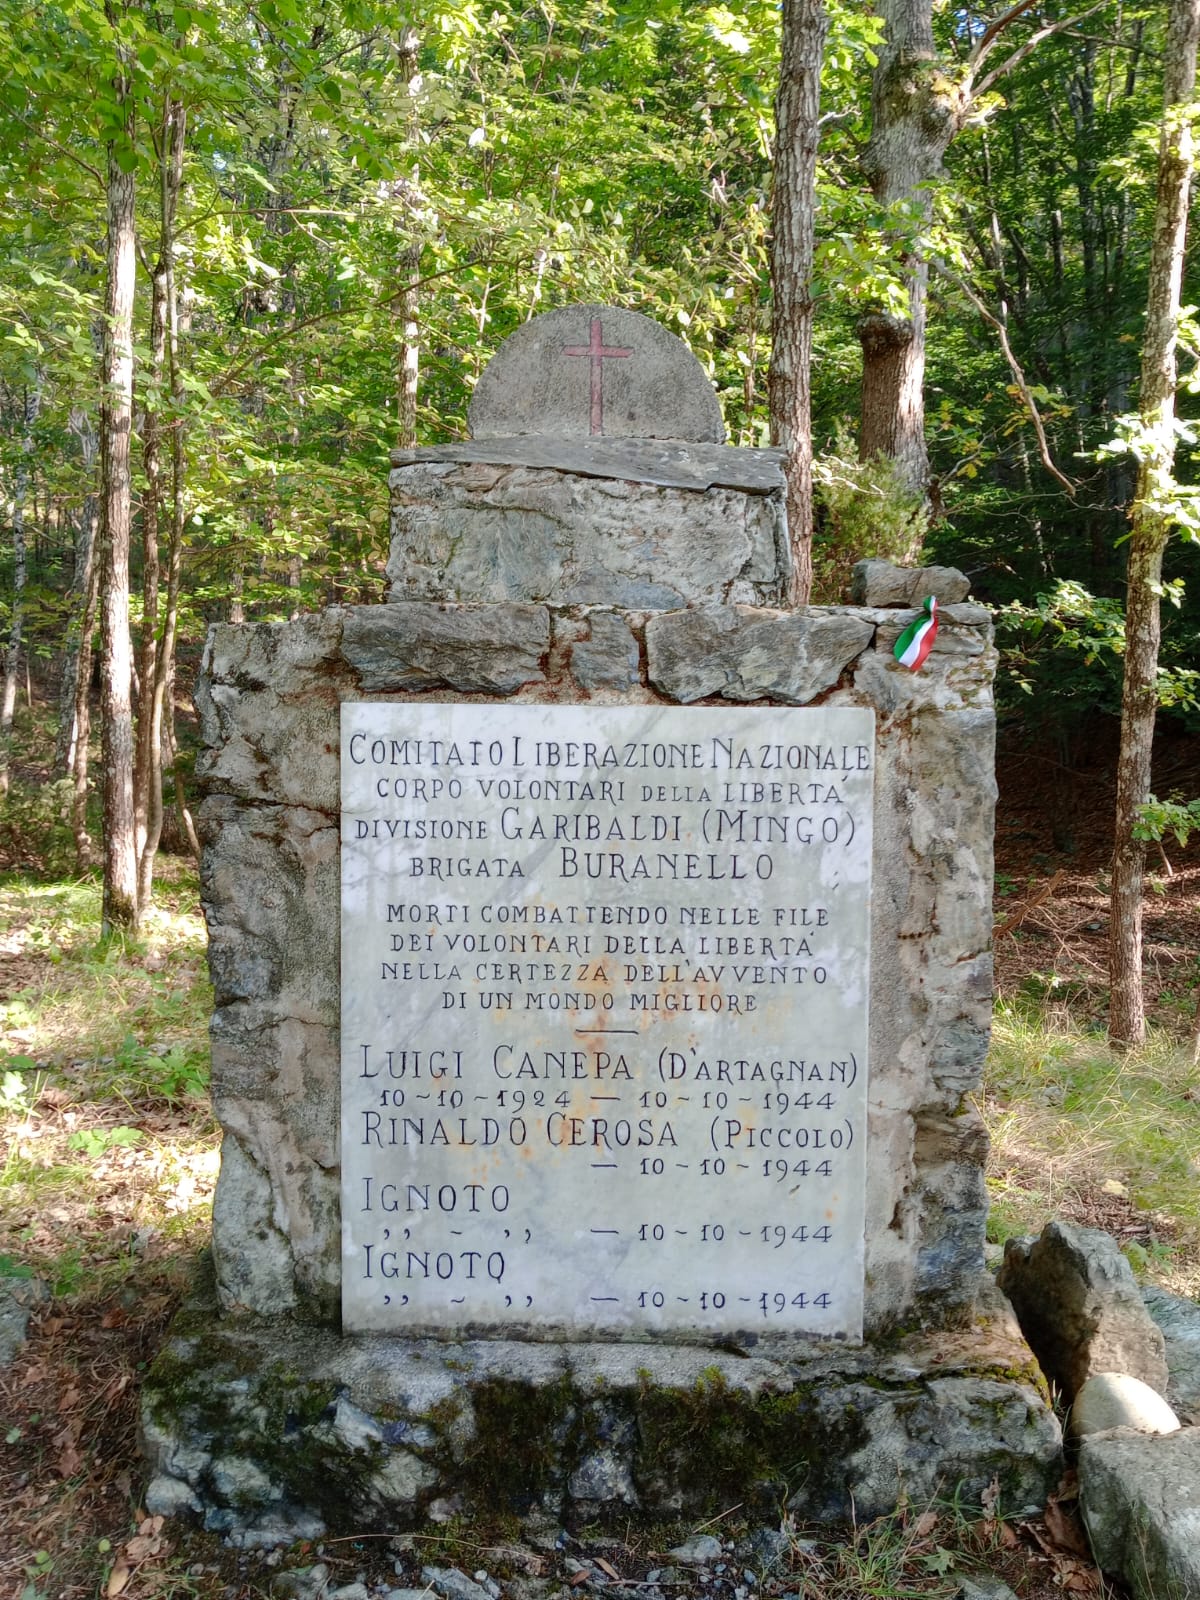 COMITATO LIBERAZIONE NAZIONALE
CORPO VOLONTARI DELLA LIBERTÀ
DIVISIONE GARIBALDI (MINGO)
BRIGATA BURANELLO
MORTI COMBATTENDO NELLE FILE
DEI VOLONTARI DELLA LIBERTÀ
NELLA CERTEZZA DELL'AVVENTO
DI UN MONDO MIGLIORE
LUIGI CANEPA (D'ARTAGNAN)
10-10-1924 — 10-10-1944
RINALDO CEROSA (PICCOLO)
— 10-10-1944
IGNOTO
,, - ,, — 10-10-1944
IGNOTO
,, - ,, — 10-10-1944